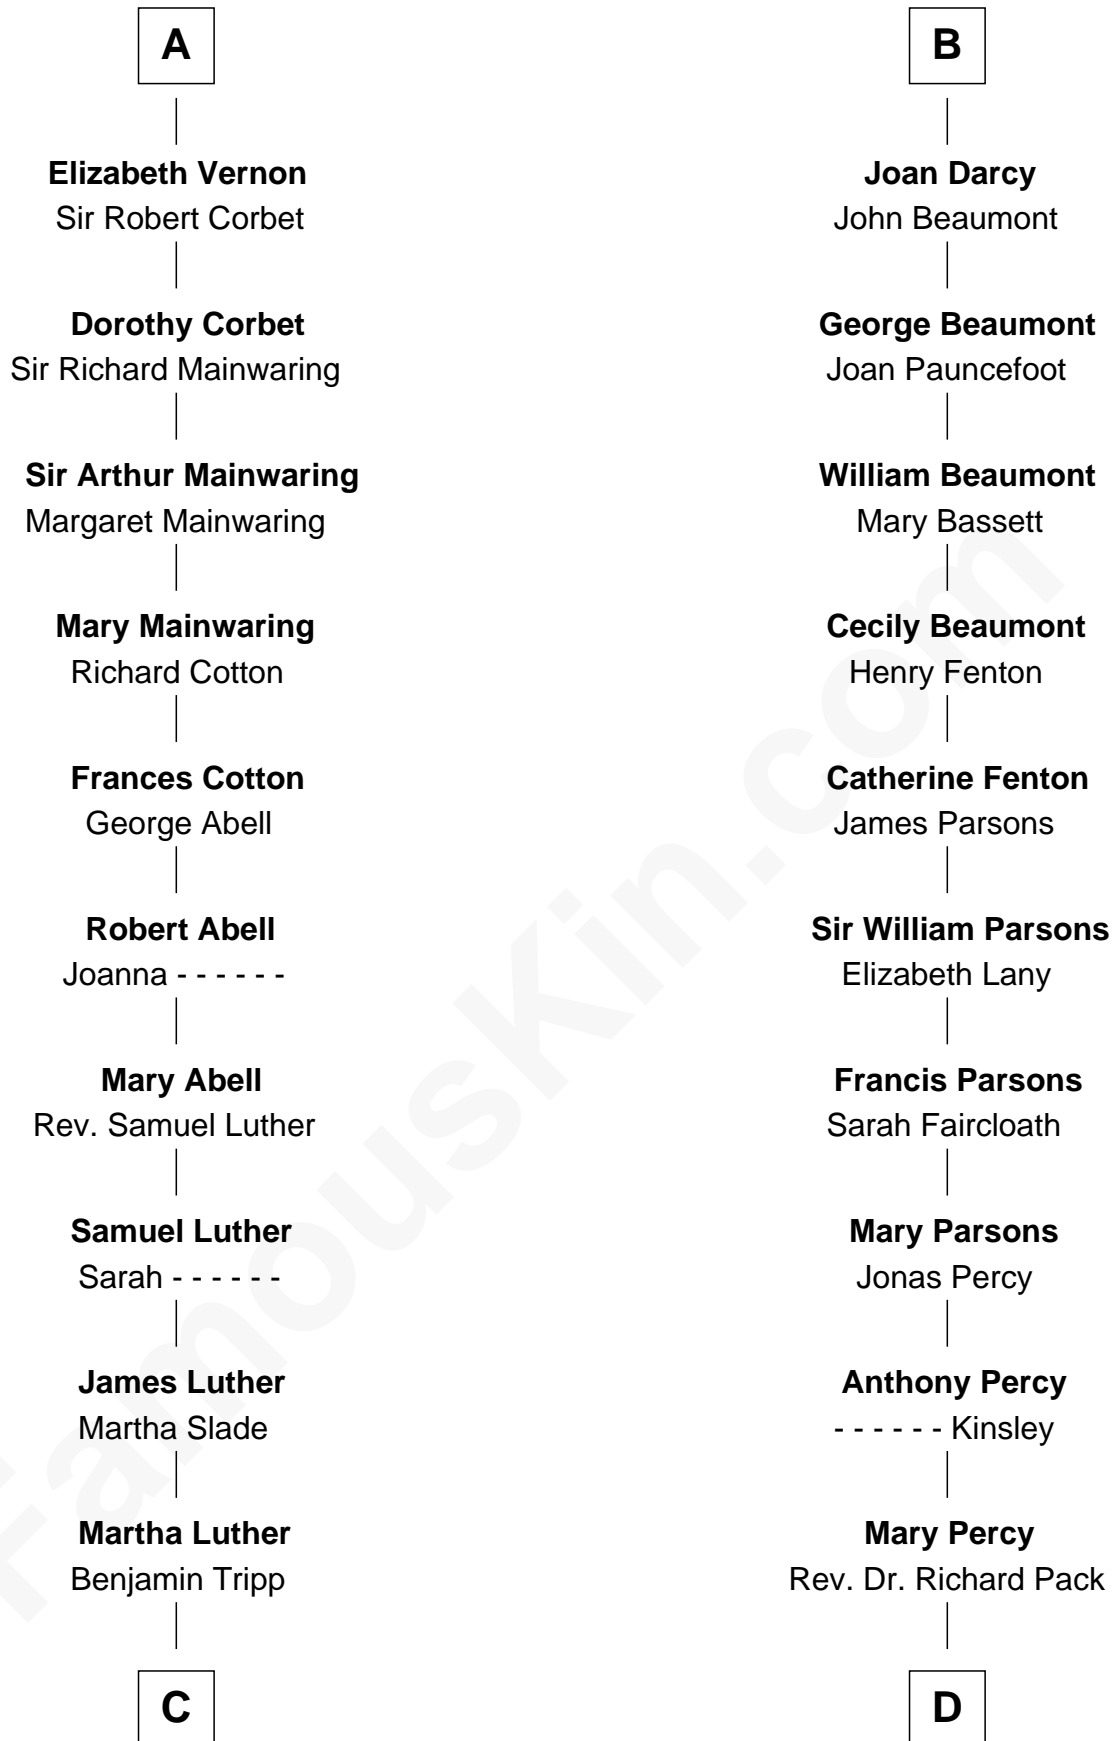 A
Elizabeth Vernon
Sir Robert Corbet
Dorothy Corbet
Sir Richard Mainwaring
Sir Arthur Mainwaring
Margaret Mainwaring
Mary Mainwaring
Richard Cotton
Frances Cotton
George Abell
Robert Abell
Joanna - - - - - -
Mary Abell
Rev. Samuel Luther
Samuel Luther
Sarah - - - - - -
James Luther
Martha Slade
Martha Luther
Benjamin Tripp
C
B
Joan Darcy
John Beaumont
George Beaumont
Joan Pauncefoot
William Beaumont
Mary Bassett
Cecily Beaumont
Henry Fenton
Catherine Fenton
James Parsons
Sir William Parsons
Elizabeth Lany
Francis Parsons
Sarah Faircloath
Mary Parsons
Jonas Percy
Anthony Percy
- - - - - - Kinsley
Mary Percy
Rev. Dr. Richard Pack
D
FamousKin.com